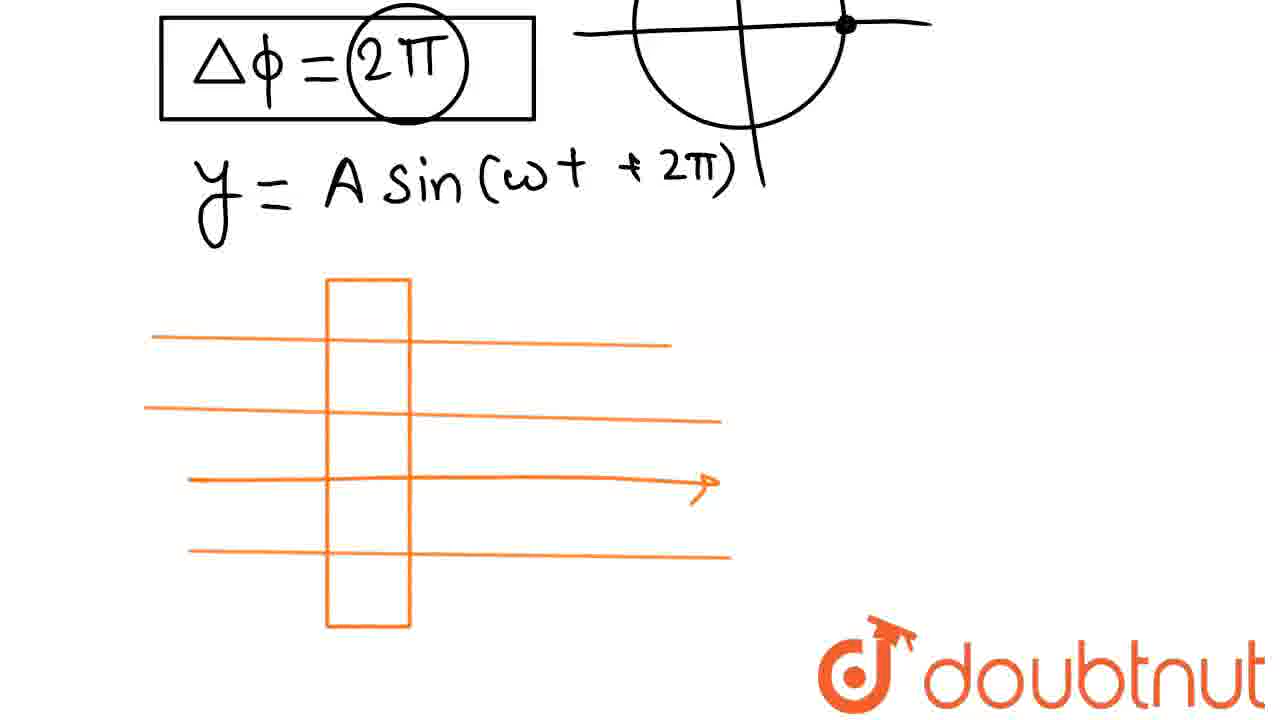 Δϕ = 2π
y = A sin(ωt + 2π)
doubtnut